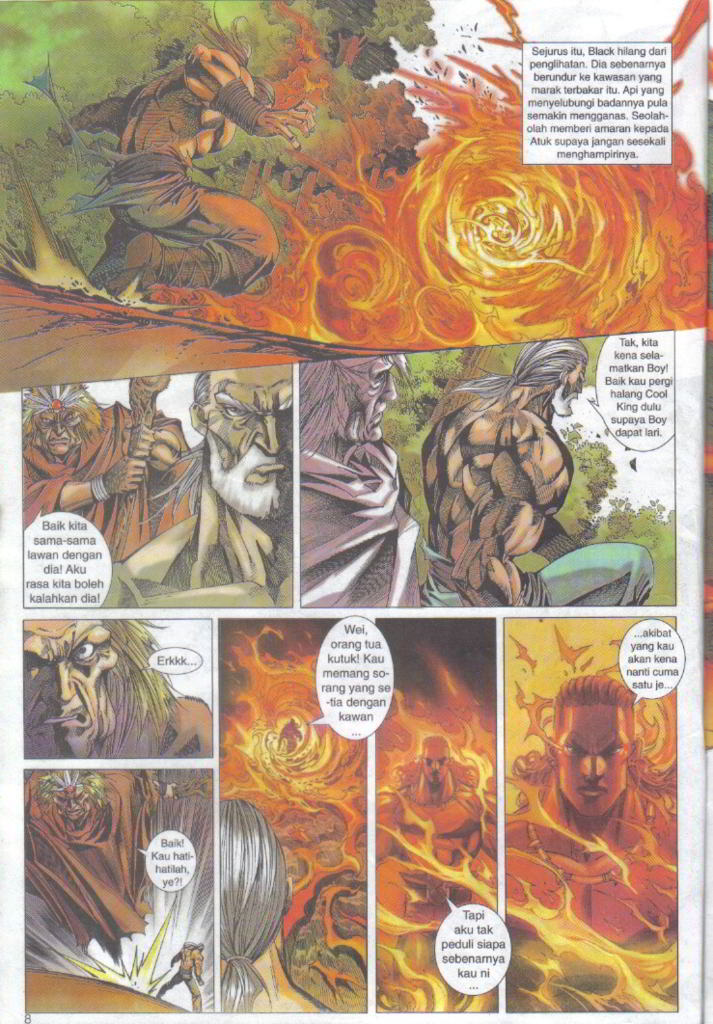 Sejurus itu, Black hilang dari
penglihatan. Dia sebenarnya
berundur ke kawasan yang
marak terbakar itu. Api yang
menyelubungi badannya pula
semakin mengganas. Seolah-
olah memberi amaran kepada
Atuk supaya jangan sesekali
menghampirinya.
Baik kita
sama-sama
lawan dengan
dia! Aku
rasa kita boleh
kalahkan dia!
Tak, kita
kena sela-
matkan Boy!
Baik kau pergi
halang Cool
King dulu
supaya Boy
dapat lari.
Erkkk...
Baik!
Kau hati-
hatilah,
ye?!
Wei,
orang tua
kutuk! Kau
memang so-
rang yang se
-tia dengan
kawan
...
Tapi
aku tak
peduli siapa
sebenarnya
kau ni
...
...akibat
yang kau
akan kena
nanti cuma
satu je...
8